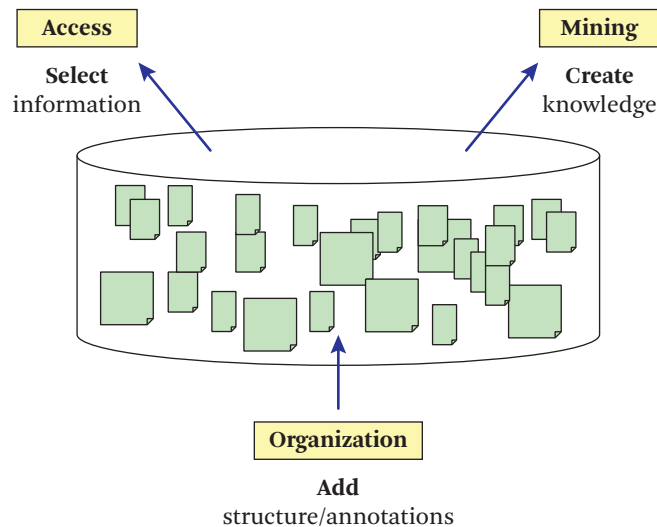 Access
Mining
Select
information
Create
knowledge
Organization
Add
structure/annotations